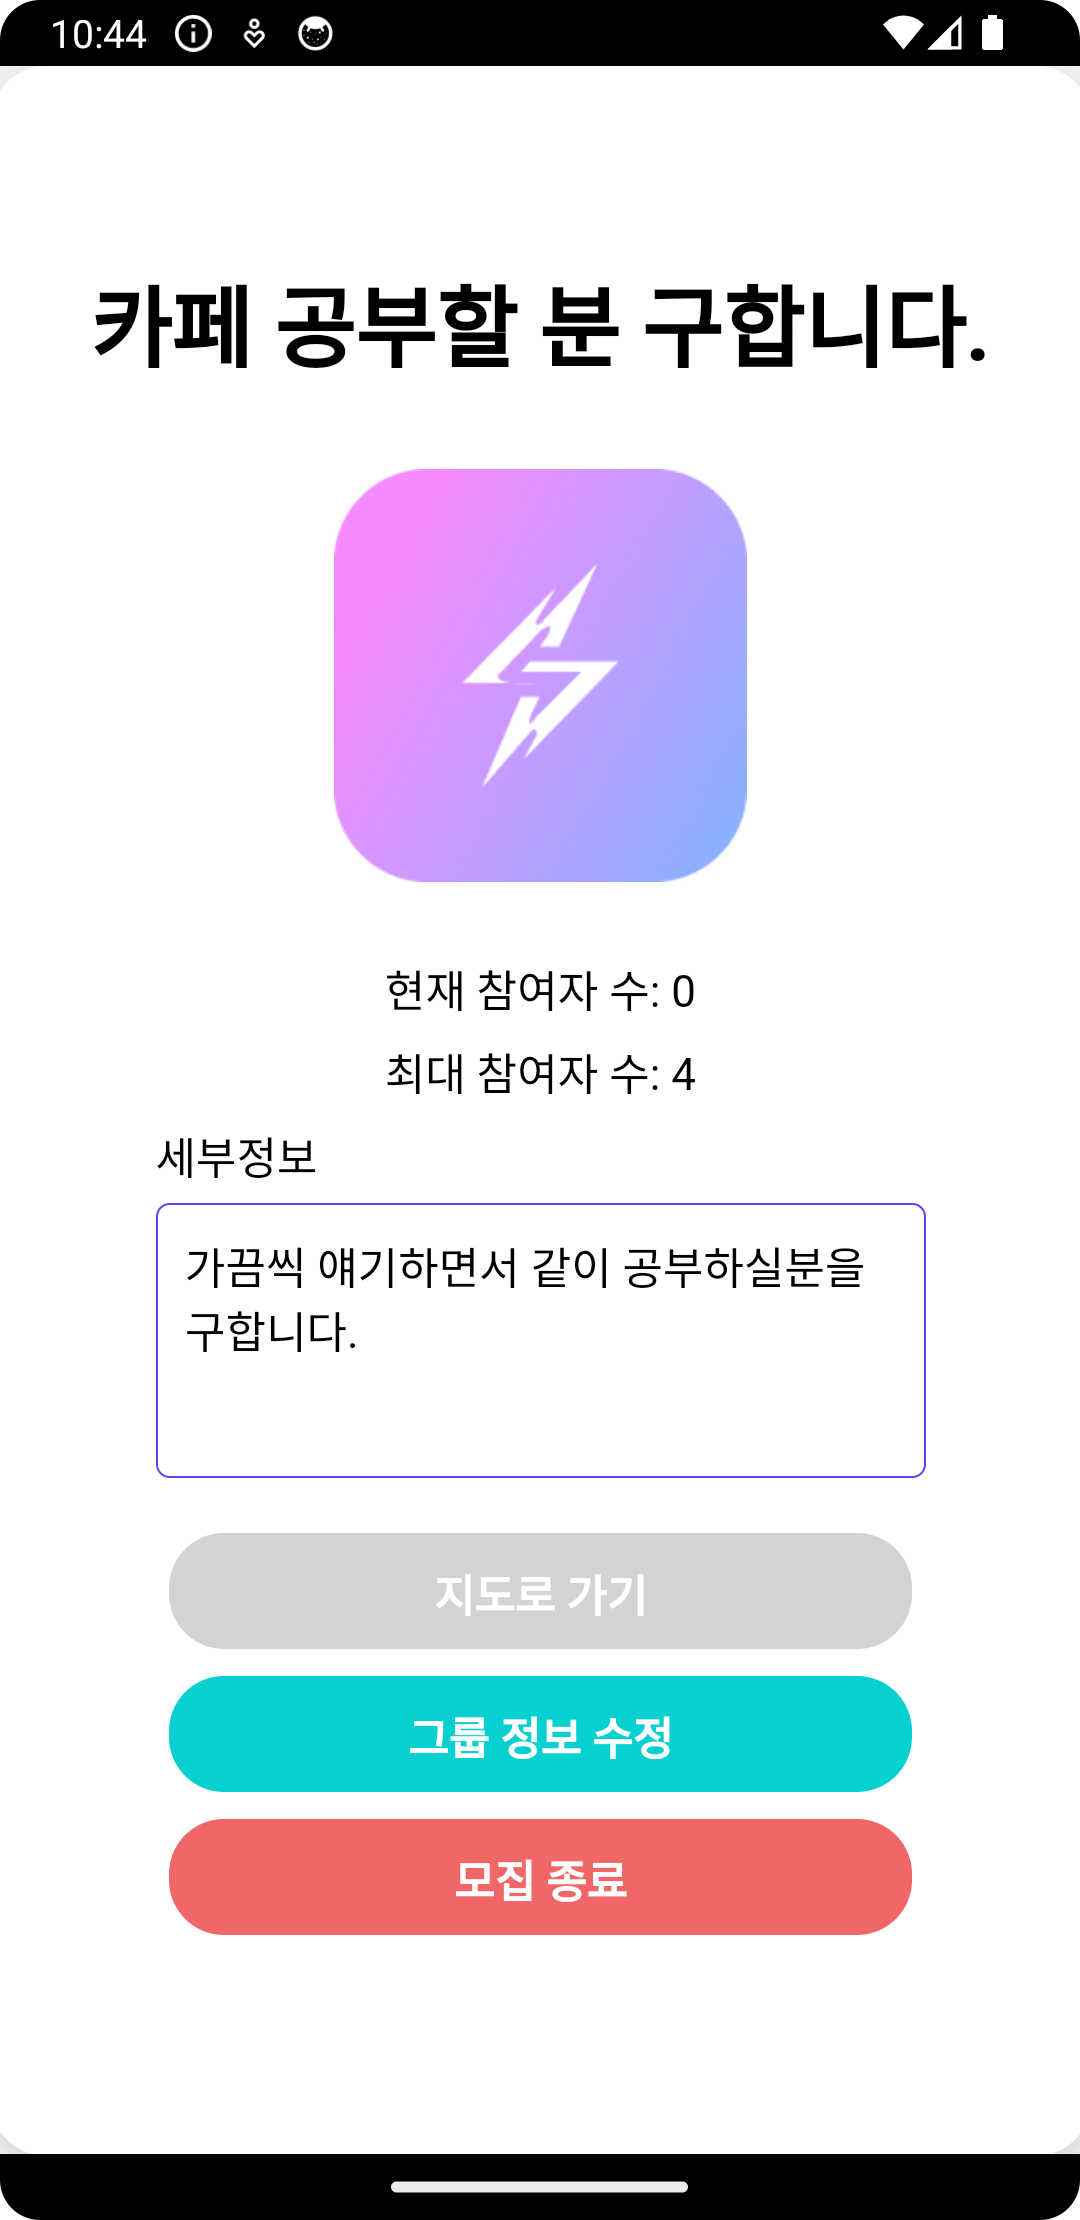 10:44
카페 공부할 분 구합니다.
현재 참여자 수: 0
최대 참여자 수: 4
세부정보
가끔씩 얘기하면서 같이 공부하실분을
구합니다.
지도로 가기
그룹 정보 수정
모집 종료